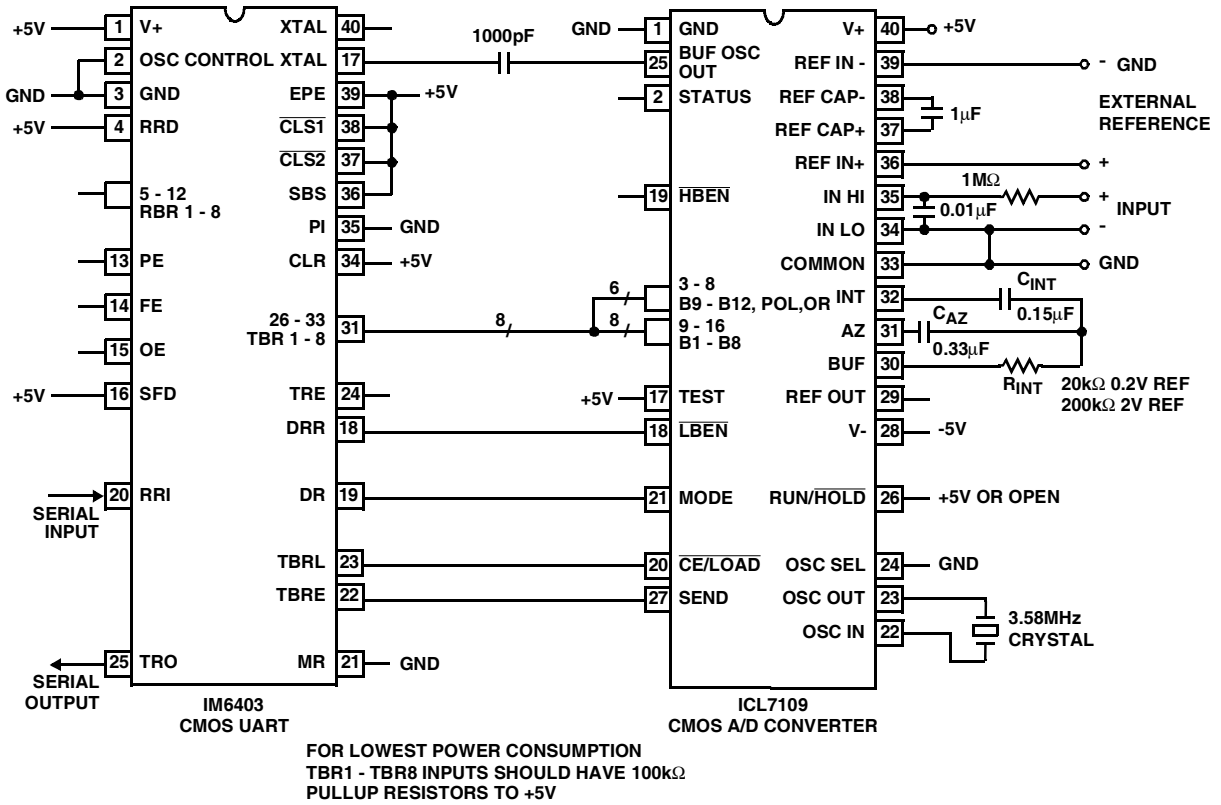 +5V
1
V+
XTAL
40
2
OSC CONTROL
XTAL
17
1000pF
GND
3
GND
EPE
39
+5V
+5V
4
RRD
CLS1
38
CLS2
37
5 - 12
RBR 1 - 8
SBS
36
PI
35
GND
13
PE
CLR
34
+5V
14
FE
26 - 33
TBR 1 - 8
31
8
6
8
15
OE
+5V
16
SFD
TRE
24
DRR
18
20
RRI
SERIAL
INPUT
DR
19
TBRL
23
TBRE
22
25
TRO
SERIAL
OUTPUT
MR
21
GND
IM6403
CMOS UART
GND
1
GND
V+
40
+5V
25
BUF OSC
OUT
REF IN -
39
- GND
2
STATUS
REF CAP-
38
1μF
EXTERNAL
REFERENCE
REF CAP+
37
REF IN+
36
+
19
HBEN
IN HI
35
1MΩ
0.01μF
+
INPUT
IN LO
34
-
COMMON
33
GND
3 - 8
B9 - B12, POL,OR
INT
32
CINT
0.15μF
9 - 16
B1 - B8
AZ
31
CAZ
0.33μF
BUF
30
RINT
20kΩ 0.2V REF
200kΩ 2V REF
+5V
17
TEST
REF OUT
29
18
LBEN
V-
28
-5V
21
MODE
RUN/HOLD
26
+5V OR OPEN
20
CE/LOAD
OSC SEL
24
GND
27
SEND
OSC OUT
23
3.58MHz
CRYSTAL
OSC IN
22
ICL7109
CMOS A/D CONVERTER
FOR LOWEST POWER CONSUMPTION
TBR1 - TBR8 INPUTS SHOULD HAVE 100kΩ
PULLUP RESISTORS TO +5V